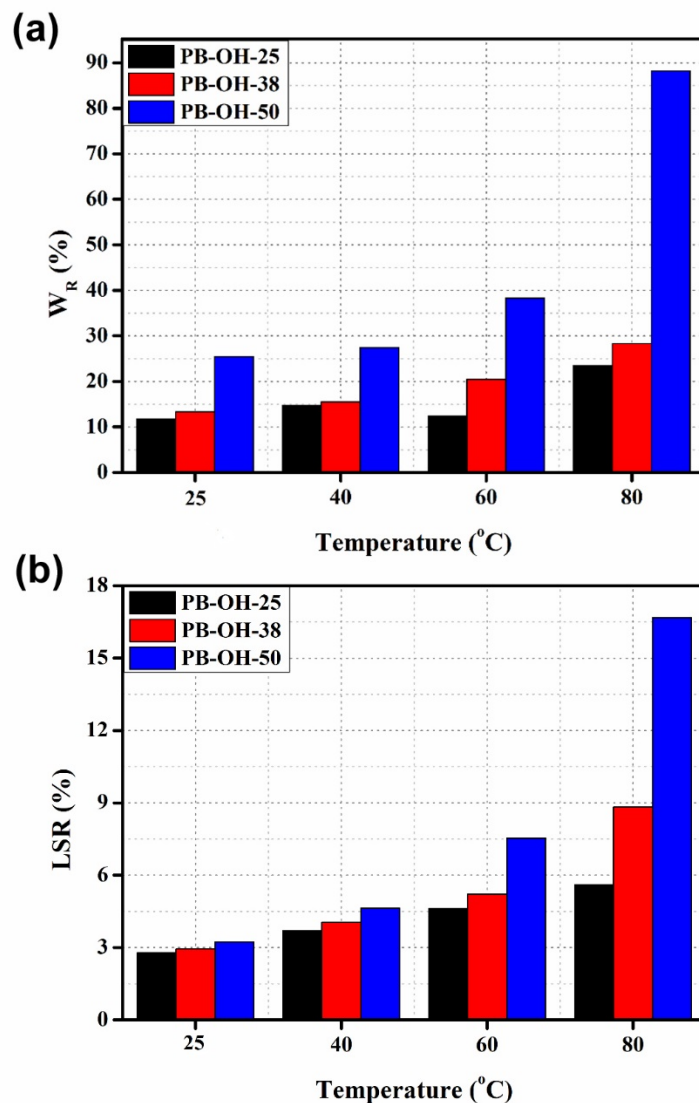 (a)
PB-OH-25
PB-OH-38
PB-OH-50
90
80
70
60
50
40
30
20
10
0
W_R (%)
25 40 60 80
Temperature (°C)
(b)
PB-OH-25
PB-OH-38
PB-OH-50
18
15
12
9
6
3
0
LSR (%)
25 40 60 80
Temperature (°C)